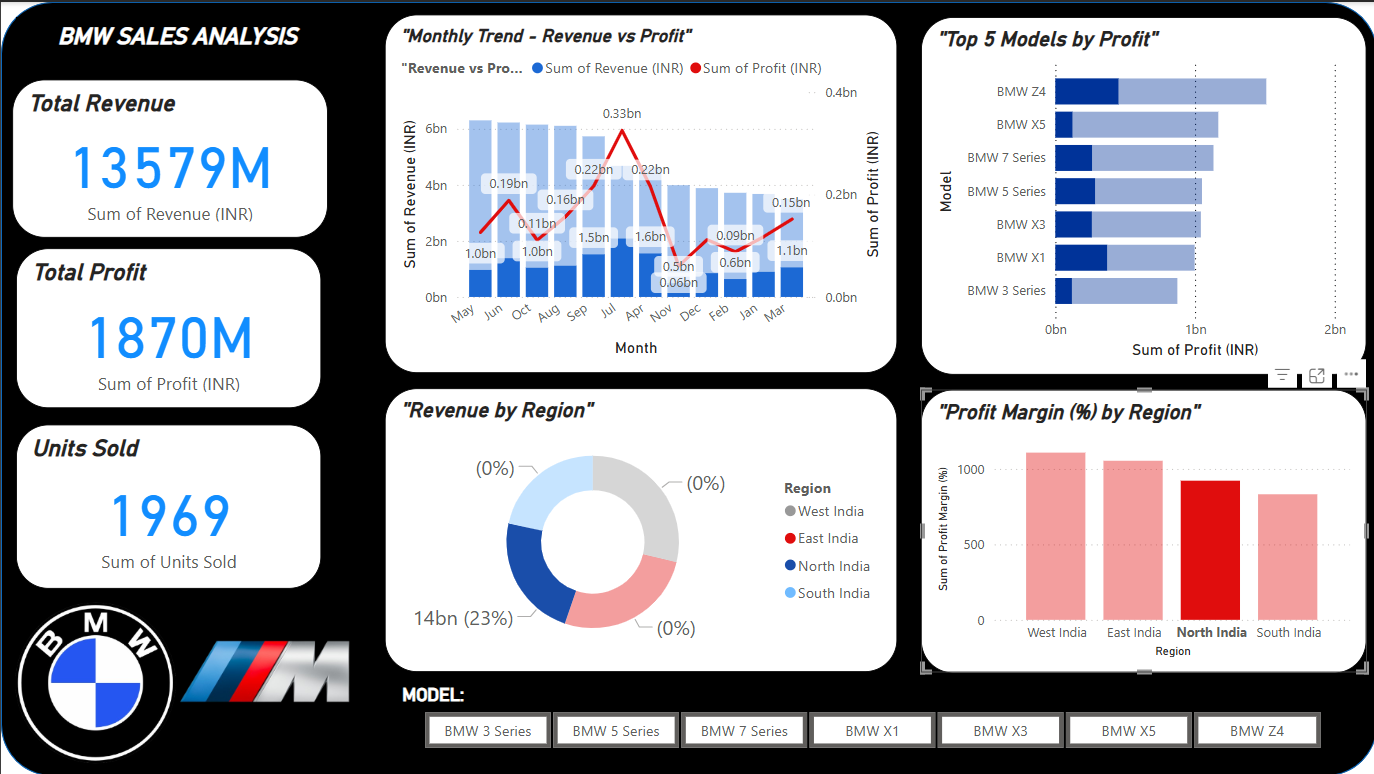 BMW SALES ANALYSIS
Total Revenue
13579M
Sum of Revenue (INR)
Total Profit
1870M
Sum of Profit (INR)
Units Sold
1969
Sum of Units Sold
BMW
M
"Monthly Trend - Revenue vs Profit"
"Revenue vs Pro... Sum of Revenue (INR) Sum of Profit (INR)
Sum of Revenue (INR)
6bn
4bn
2bn
0bn
0.4bn
0.2bn
0.0bn
Sum of Profit (INR)
0.33bn
0.19bn
0.22bn
0.22bn
0.11bn
0.16bn
0.15bn
1.0bn
1.0bn
1.5bn
1.6bn
0.09bn
0.5bn
0.6bn
1.1bn
0.06bn
May Jun Oct Aug Sep Jul Apr Nov Dec Feb Jan Mar
Month
"Top 5 Models by Profit"
Model
BMW Z4
BMW X5
BMW 7 Series
BMW 5 Series
BMW X3
BMW X1
BMW 3 Series
0bn 1bn 2bn
Sum of Profit (INR)
"Revenue by Region"
(0%)
(0%)
14bn (23%)
(0%)
Region
West India
East India
North India
South India
"Profit Margin (%) by Region"
Sum of Profit Margin (%)
1000
500
0
West India East India North India South India
Region
MODEL:
BMW 3 Series BMW 5 Series BMW 7 Series BMW X1 BMW X3 BMW X5 BMW Z4